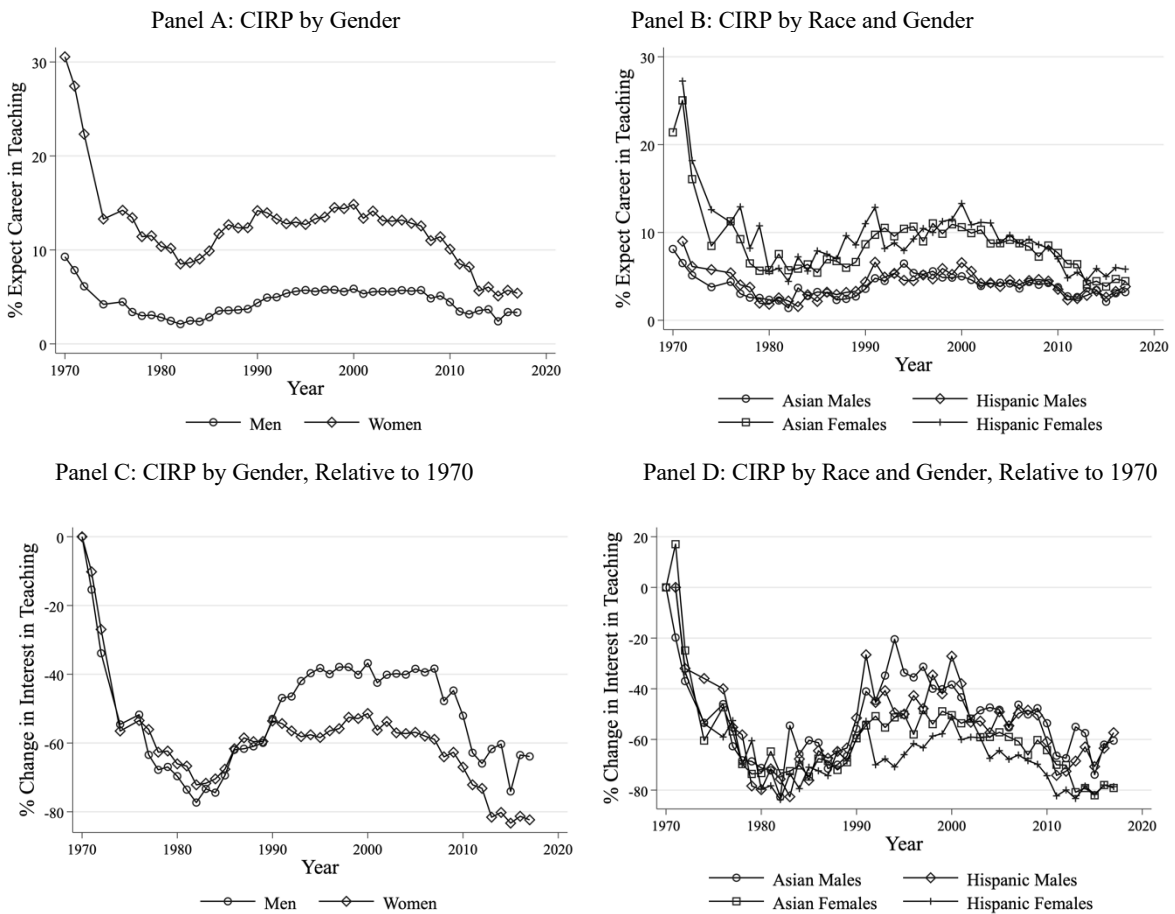 Panel A: CIRP by Gender
% Expect Career in Teaching
30
20
10
0
1970 1980 1990 2000 2010 2020
Year
Men Women
Panel B: CIRP by Race and Gender
% Expect Career in Teaching
30
20
10
0
1970 1980 1990 2000 2010 2020
Year
Asian Males Hispanic Males
Asian Females Hispanic Females
Panel C: CIRP by Gender, Relative to 1970
% Change in Interest in Teaching
0
-20
-40
-60
-80
1970 1980 1990 2000 2010 2020
Year
Men Women
Panel D: CIRP by Race and Gender, Relative to 1970
% Change in Interest in Teaching
20
0
-20
-40
-60
-80
1970 1980 1990 2000 2010 2020
Year
Asian Males Hispanic Males
Asian Females Hispanic Females